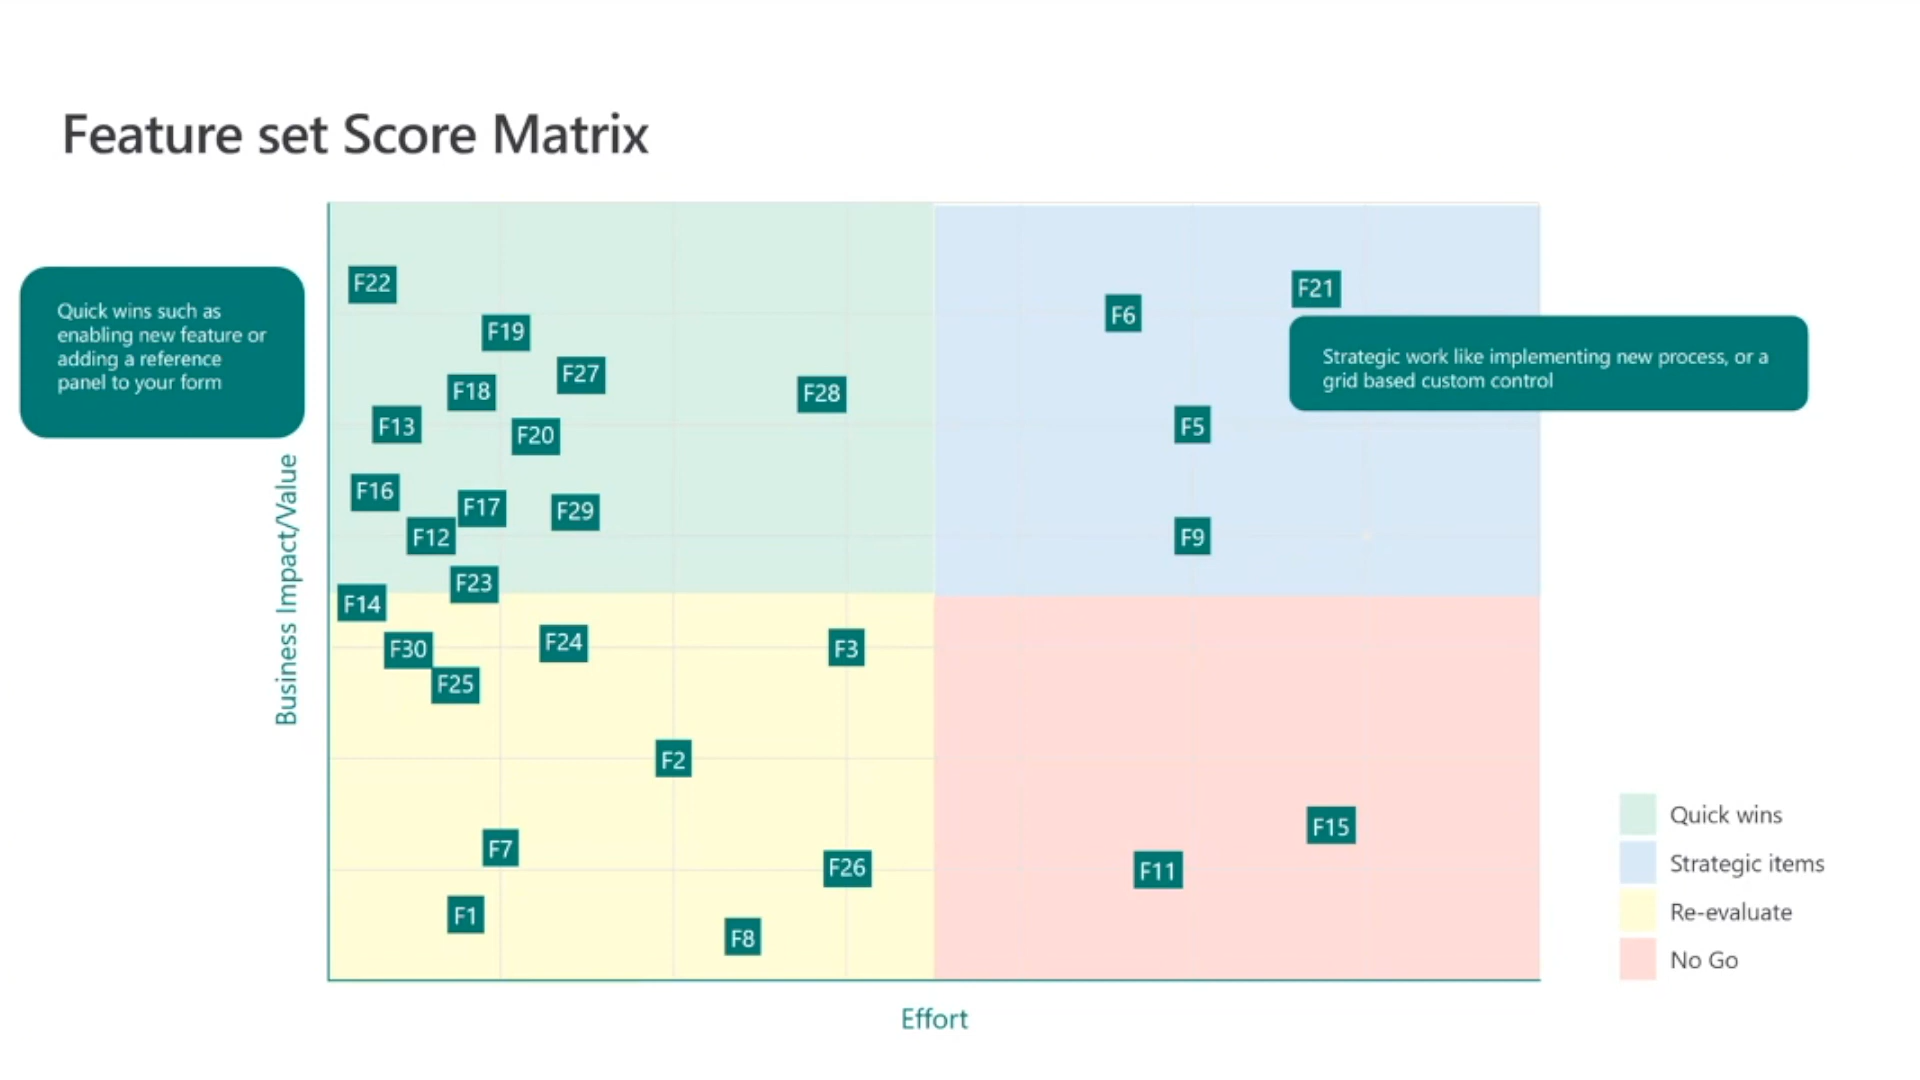 Feature set Score Matrix
Quick wins such as
enabling new feature or
adding a reference
panel to your form
Strategic work like implementing new process, or a
grid based custom control
Business Impact/Value
F22
F21
F6
F19
F27
F18
F28
F13
F20
F5
F16
F17
F29
F12
F9
F23
F14
F24
F30
F3
F25
F2
F15
F7
F26
F11
F1
F8
Effort
Quick wins
Strategic items
Re-evaluate
No Go